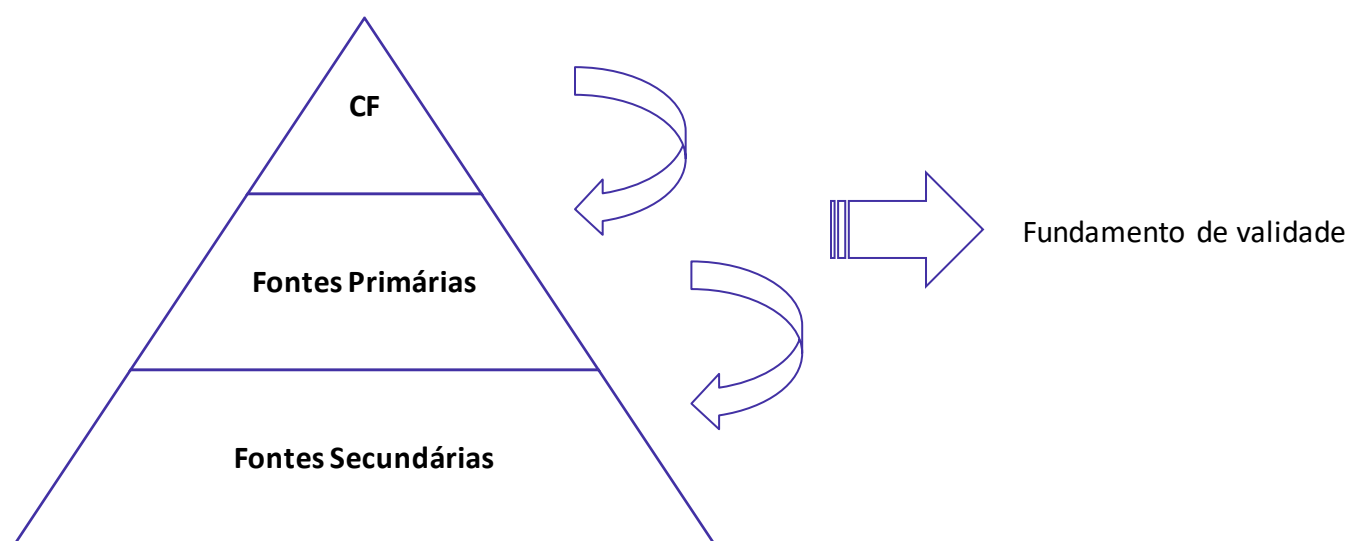 CF
Fontes Primárias
Fundamento de validade
Fontes Secundárias